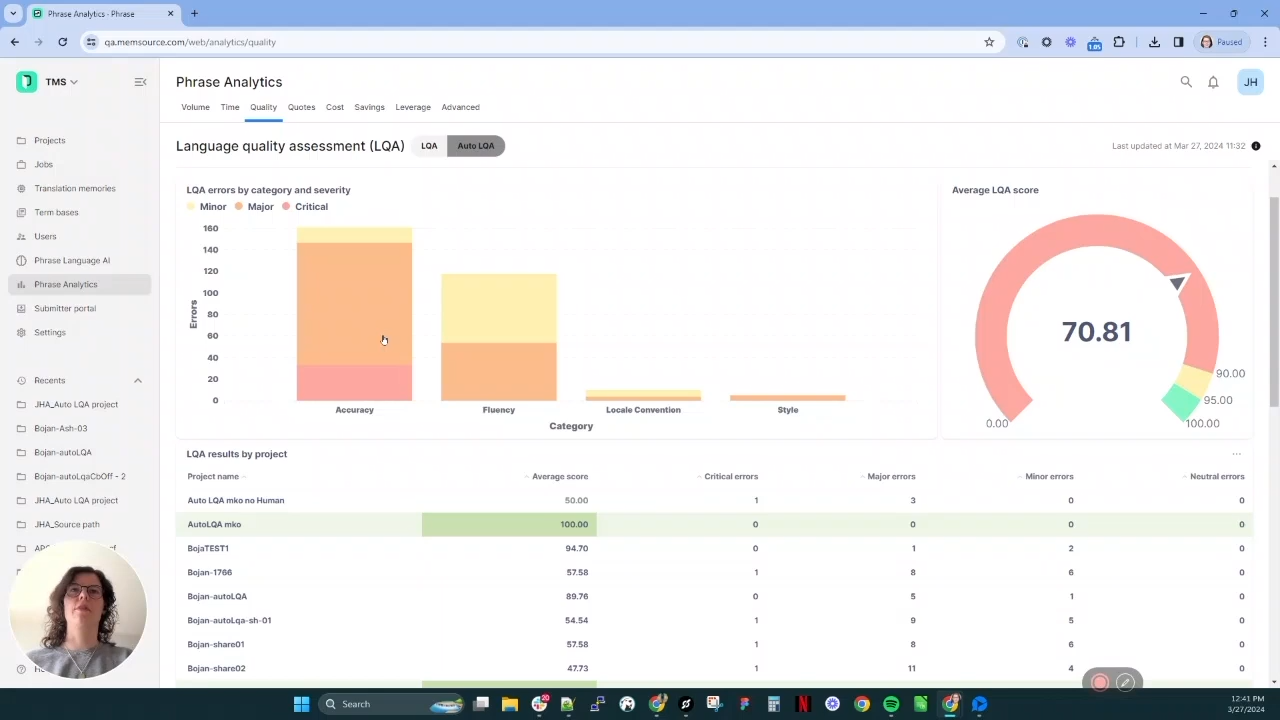 Phrase TMS
qa.memsource.com/web/analytics/quality
1.05
Paused
TMS
Phrase Analytics
JH
Volume Time Quality Quotes Cost Savings Leverage Advanced
Language quality assessment (LQA) LQA Auto LQA
Last updated at Mar 27, 2024 11:32
Projects
Jobs
Translation memories
Term bases
Users
Phrase Language AI
Phrase Analytics
Submitter portal
Settings
Recents
JHA_Auto LQA project
Bojan-Ash-03
Bojan-autoLQA
Bojan-autoLqaCbOff - 2
JHA_Auto LQA project
JHA_Source path
LQA errors by category and severity
Minor Major Critical
160
140
120
100
80
60
40
20
0
Errors
Accuracy Fluency Locale Convention Style
Category
Average LQA score
70.81
90.00
95.00
0.00 100.00
LQA results by project
Project name Average score Critical errors Major errors Minor errors Neutral errors
Auto LQA mko no Human 50.00 1 3 0 0
AutoLQA mko 100.00 0 0 0 0
BojaTEST1 94.70 0 1 2 0
Bojan-1766 57.58 1 8 6 0
Bojan-autoLQA 89.76 0 5 1 0
Bojan-autoLqa-sh-01 54.54 1 9 5 0
Bojan-share01 57.58 1 8 6 0
Bojan-share02 47.73 1 11 4 0
Search
20
12:41 PM
3/27/2024